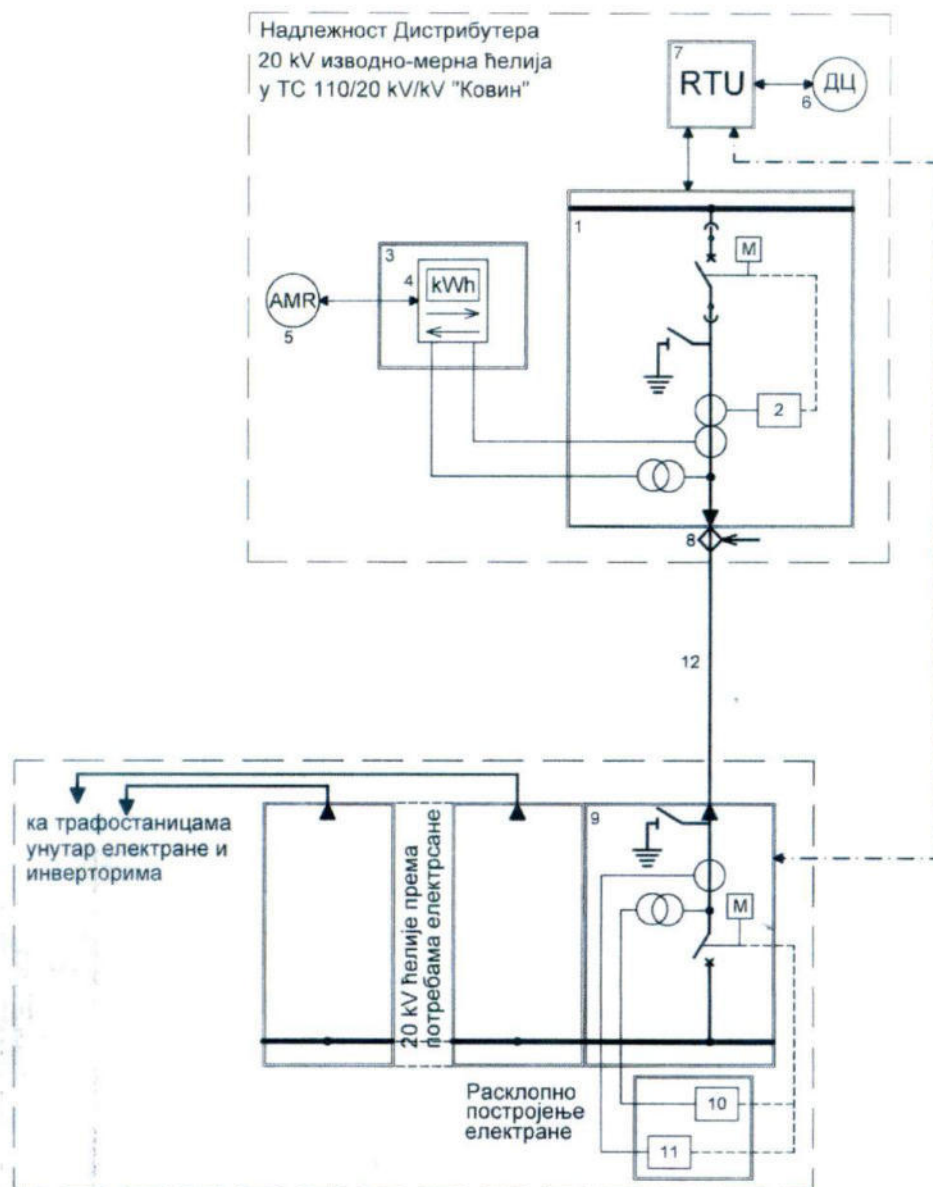 Надлежност Дистрибутера
20 kV изводно-мерна ћелија
у ТС 110/20 kV/kV "Ковин"
7
RTU
6
ДЦ
1
M
3
4
kWh
AMR
5
2
8
12
ка трафостаницама
унутар електране и
инверторима
20 kV ћелије према
потребама електрсане
9
M
Расклопно
постројење
електране
10
11